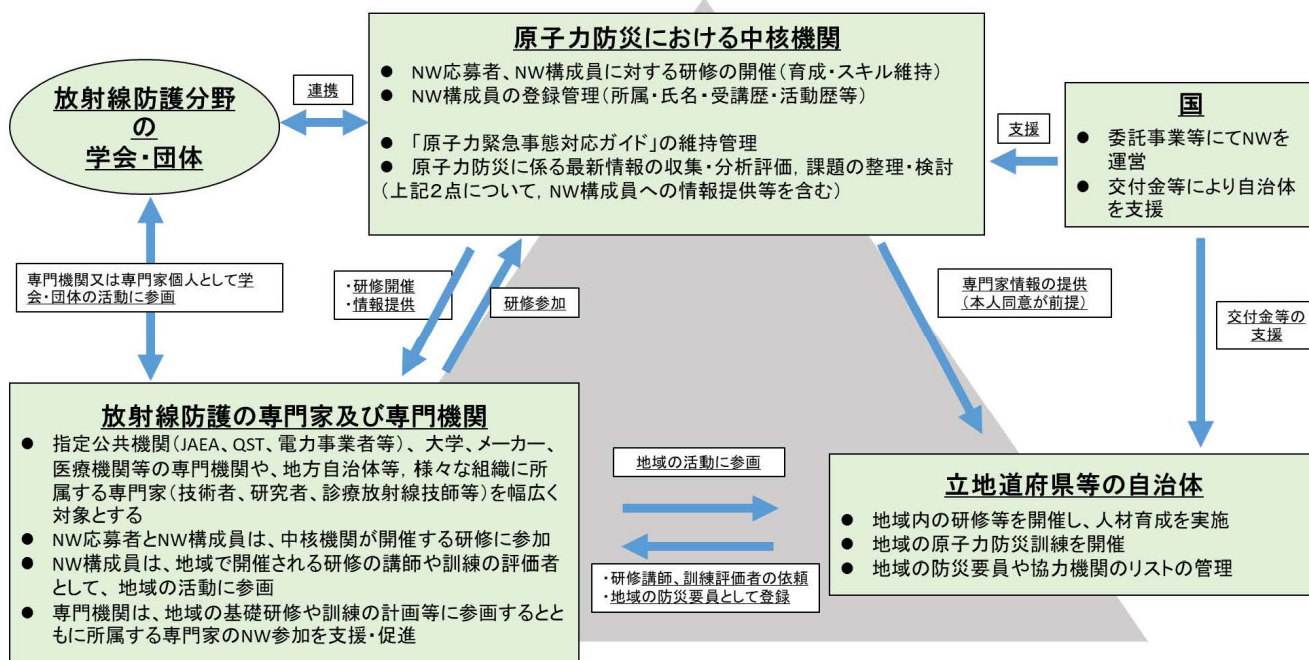 原子力防災における中核機関
● NW応募者、NW構成員に対する研修の開催(育成・スキル維持)
● NW構成員の登録管理(所属・氏名・受講歴・活動歴等)
● 「原子力緊急事態対応ガイド」の維持管理
● 原子力防災に係る最新情報の収集・分析評価, 課題の整理・検討
(上記2点について, NW構成員への情報提供等を含む)
放射線防護分野
の
学会・団体
連携
国
● 委託事業等にてNWを
運営
● 交付金等により自治体
を支援
支援
専門機関又は専門家個人として学
会・団体の活動に参画
・研修開催
・情報提供
研修参加
専門家情報の提供
(本人同意が前提)
交付金等の
支援
放射線防護の専門家及び専門機関
● 指定公共機関(JAEA、QST、電力事業者等)、大学、メーカー、
医療機関等の専門機関や、地方自治体等, 様々な組織に所
属する専門家(技術者、研究者、診療放射線技師等)を幅広く
対象とする
● NW応募者とNW構成員は、中核機関が開催する研修に参加
● NW構成員は、地域で開催される研修の講師や訓練の評価者
として、地域の活動に参画
● 専門機関は、地域の基礎研修や訓練の計画等に参画するとと
もに所属する専門家のNW参加を支援・促進
地域の活動に参画
・研修講師、訓練評価者の依頼
・地域の防災要員として登録
立地道府県等の自治体
● 地域内の研修等を開催し、人材育成を実施
● 地域の原子力防災訓練を開催
● 地域の防災要員や協力機関のリストの管理